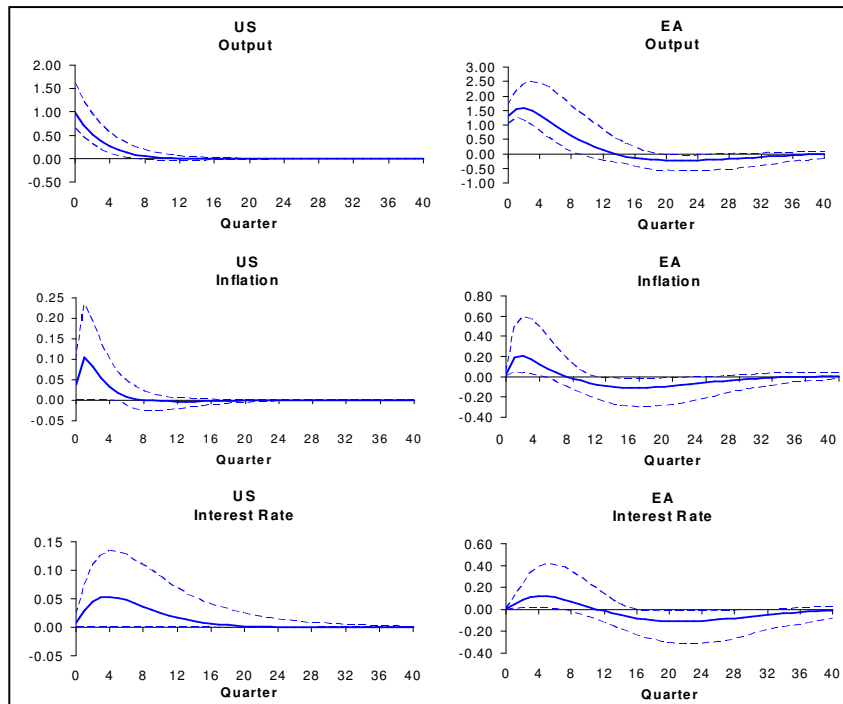 US
Output
2.00
1.50
1.00
0.50
0.00
-0.50
0 4 8 12 16 20 24 28 32 36 40
Quarter
EA
Output
3.00
2.50
2.00
1.50
1.00
0.50
0.00
-0.50
-1.00
0 4 8 12 16 20 24 28 32 36 40
Quarter
US
Inflation
0.25
0.20
0.15
0.10
0.05
0.00
-0.05
0 4 8 12 16 20 24 28 32 36 40
Quarter
EA
Inflation
0.80
0.60
0.40
0.20
0.00
-0.20
-0.40
0 4 8 12 16 20 24 28 32 36 40
Quarter
US
Interest Rate
0.15
0.10
0.05
0.00
-0.05
0 4 8 12 16 20 24 28 32 36 40
Quarter
EA
Interest Rate
0.60
0.40
0.20
0.00
-0.20
-0.40
0 4 8 12 16 20 24 28 32 36 40
Quarter